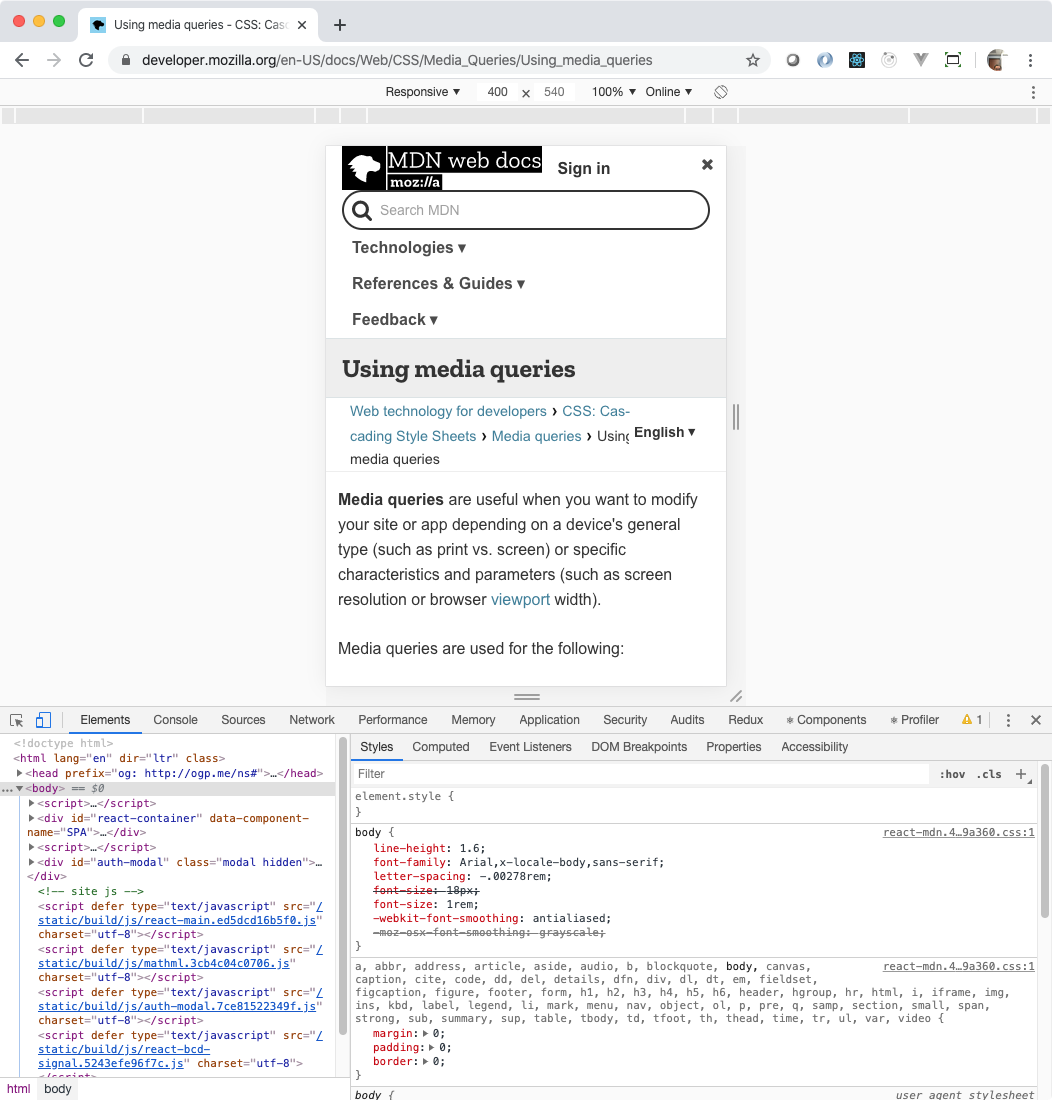 Using media queries - CSS: Casc
developer.mozilla.org/en-US/docs/Web/CSS/Media_Queries/Using_media_queries
Responsive ▼ 400 x 540 100% ▼ Online ▼
MDN web docs
moz://a
Sign in
Search MDN
Technologies ▾
References & Guides ▾
Feedback ▾
Using media queries
Web technology for developers › CSS: Cas-
cading Style Sheets › Media queries › Using
media queries
English ▾
Media queries are useful when you want to modify
your site or app depending on a device's general
type (such as print vs. screen) or specific
characteristics and parameters (such as screen
resolution or browser viewport width).
Media queries are used for the following:
Elements Console Sources Network Performance Memory Application Security Audits Redux Components Profiler 1
<!doctype html>
<html lang="en" dir="ltr" class>
<head prefix="og: http://ogp.me/ns#">…</head>
<body> == $0
<script>…</script>
<div id="react-container" data-component-
name="SPA">…</div>
<script>…</script>
<div id="auth-modal" class="modal hidden">…
</div>
<!-- site js -->
<script defer type="text/javascript" src="/
static/build/js/react-main.ed5dcd16b5f0.js"
charset="utf-8"></script>
<script defer type="text/javascript" src="/
static/build/js/mathml.3cb4c04c0706.js"
charset="utf-8"></script>
<script defer type="text/javascript" src="/
static/build/js/auth-modal.7ce81522349f.js"
charset="utf-8"></script>
<script defer type="text/javascript" src="/
static/build/js/react-bcd-
signal.5243efe96f7c.js" charset="utf-8">
</script>
html body
Styles Computed Event Listeners DOM Breakpoints Properties Accessibility
Filter :hov .cls +
element.style {
}
body { react-mdn.4…9a360.css:1
line-height: 1.6;
font-family: Arial,x-locale-body,sans-serif;
letter-spacing: -.00278rem;
font-size: 18px;
font-size: 1rem;
-webkit-font-smoothing: antialiased;
-moz-osx-font-smoothing: grayscale;
}
a, abbr, address, article, aside, audio, b, blockquote, body, canvas, react-mdn.4…9a360.css:1
caption, cite, code, dd, del, details, dfn, div, dl, dt, em, fieldset,
figcaption, figure, footer, form, h1, h2, h3, h4, h5, h6, header, hgroup, hr, html, i, iframe, img,
ins, kbd, label, legend, li, mark, menu, nav, object, ol, p, pre, q, samp, section, small, span,
strong, sub, summary, sup, table, tbody, td, tfoot, th, thead, time, tr, ul, var, video {
margin: 0;
padding: 0;
border: 0;
}
body { user agent stylesheet